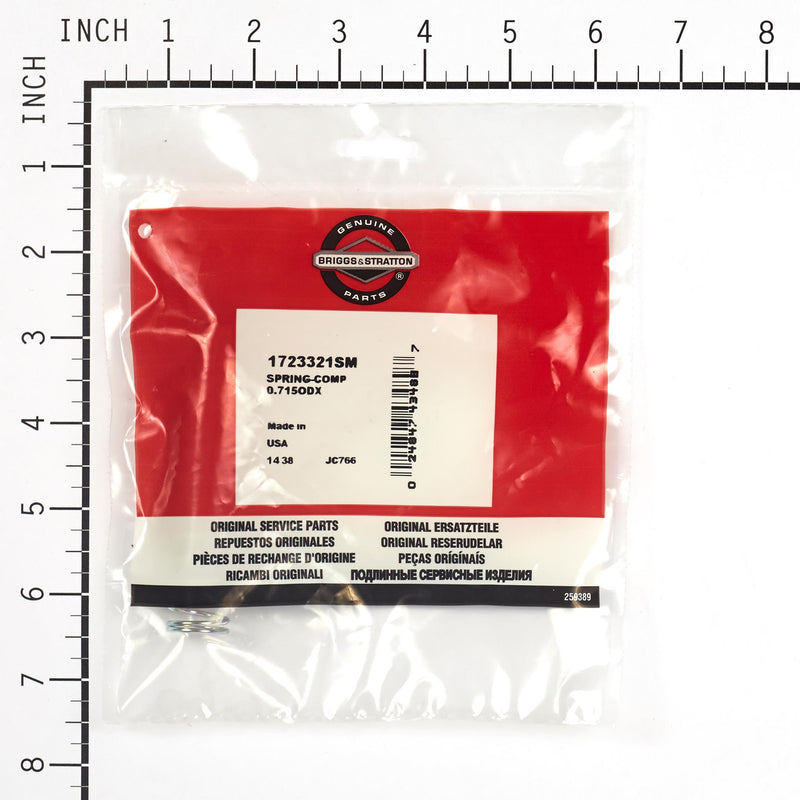 INCH 1 2 3 4 5 6 7 8
INCH
1
2
3
4
5
6
7
8
GENUINE
BRIGGS&STRATTON
®
PARTS
1723321SM
SPRING-COMP
0.715ODX
Made in
USA
14 38 JC766
0 24847 43480 7
ORIGINAL SERVICE PARTS
REPUESTOS ORIGINALES
PIÈCES DE RECHANGE D'ORIGINE
RICAMBI ORIGINALI
ORIGINAL ERSATZTEILE
ORIGINAL RESERUDELAR
PEÇAS ORÍGÍNAÍS
ПОДЛИННЫЕ СЕРВИСНЫЕ ИЗДЕЛИЯ
259389